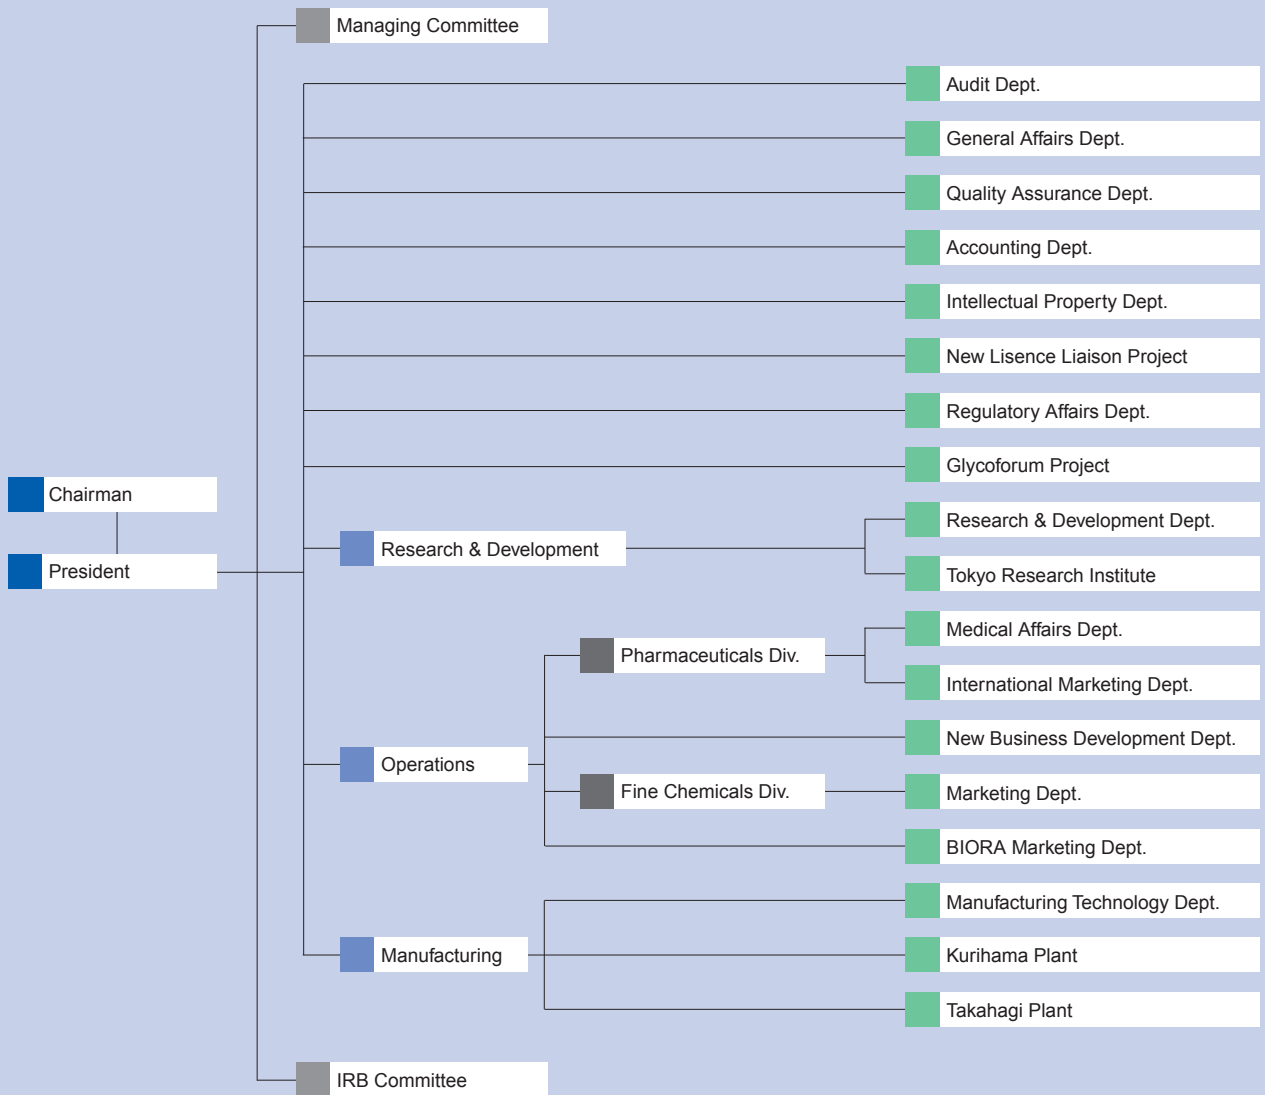 Managing Committee
Audit Dept.
General Affairs Dept.
Quality Assurance Dept.
Accounting Dept.
Intellectual Property Dept.
New Lisence Liaison Project
Regulatory Affairs Dept.
Glycoforum Project
Chairman
President
Research & Development
Research & Development Dept.
Tokyo Research Institute
Operations
Pharmaceuticals Div.
Medical Affairs Dept.
International Marketing Dept.
New Business Development Dept.
Fine Chemicals Div.
Marketing Dept.
BIORA Marketing Dept.
Manufacturing
Manufacturing Technology Dept.
Kurihama Plant
Takahagi Plant
IRB Committee